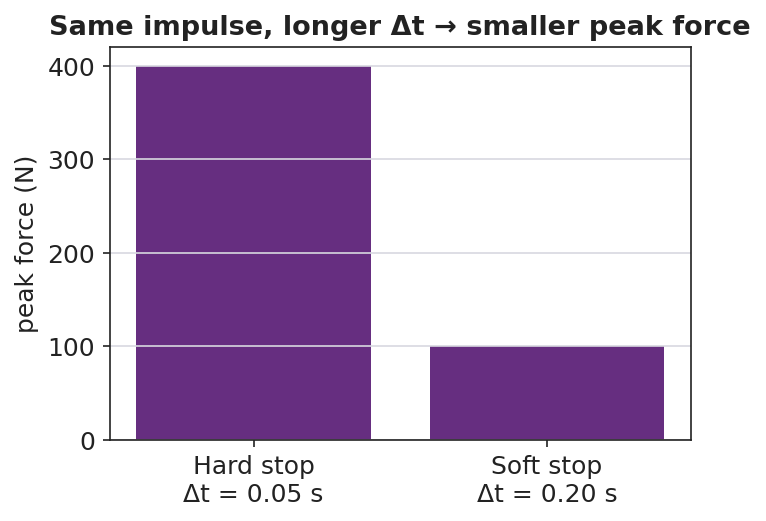 Same impulse, longer Δt → smaller peak force
peak force (N)
400
300
200
100
0
Hard stop
Δt = 0.05 s
Soft stop
Δt = 0.20 s